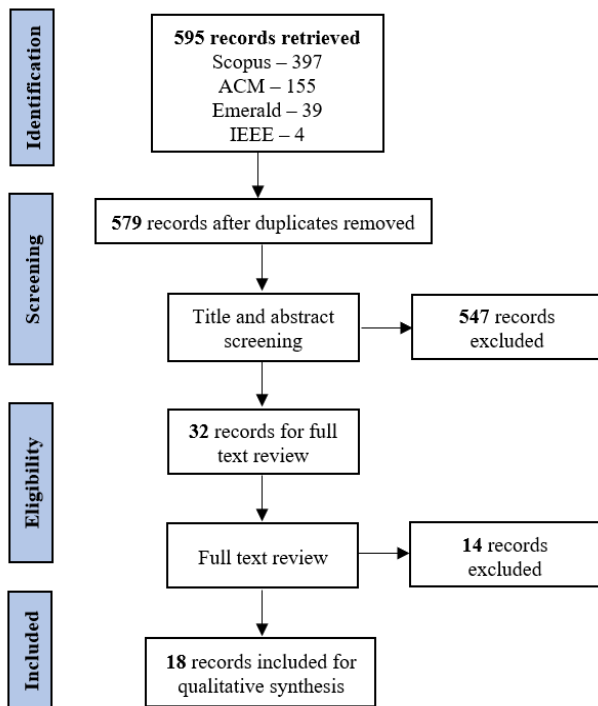 Identification
595 records retrieved
Scopus – 397
ACM – 155
Emerald – 39
IEEE – 4
Screening
579 records after duplicates removed
Title and abstract
screening
547 records
excluded
Eligibility
32 records for full
text review
Full text review
14 records
excluded
Included
18 records included for
qualitative synthesis